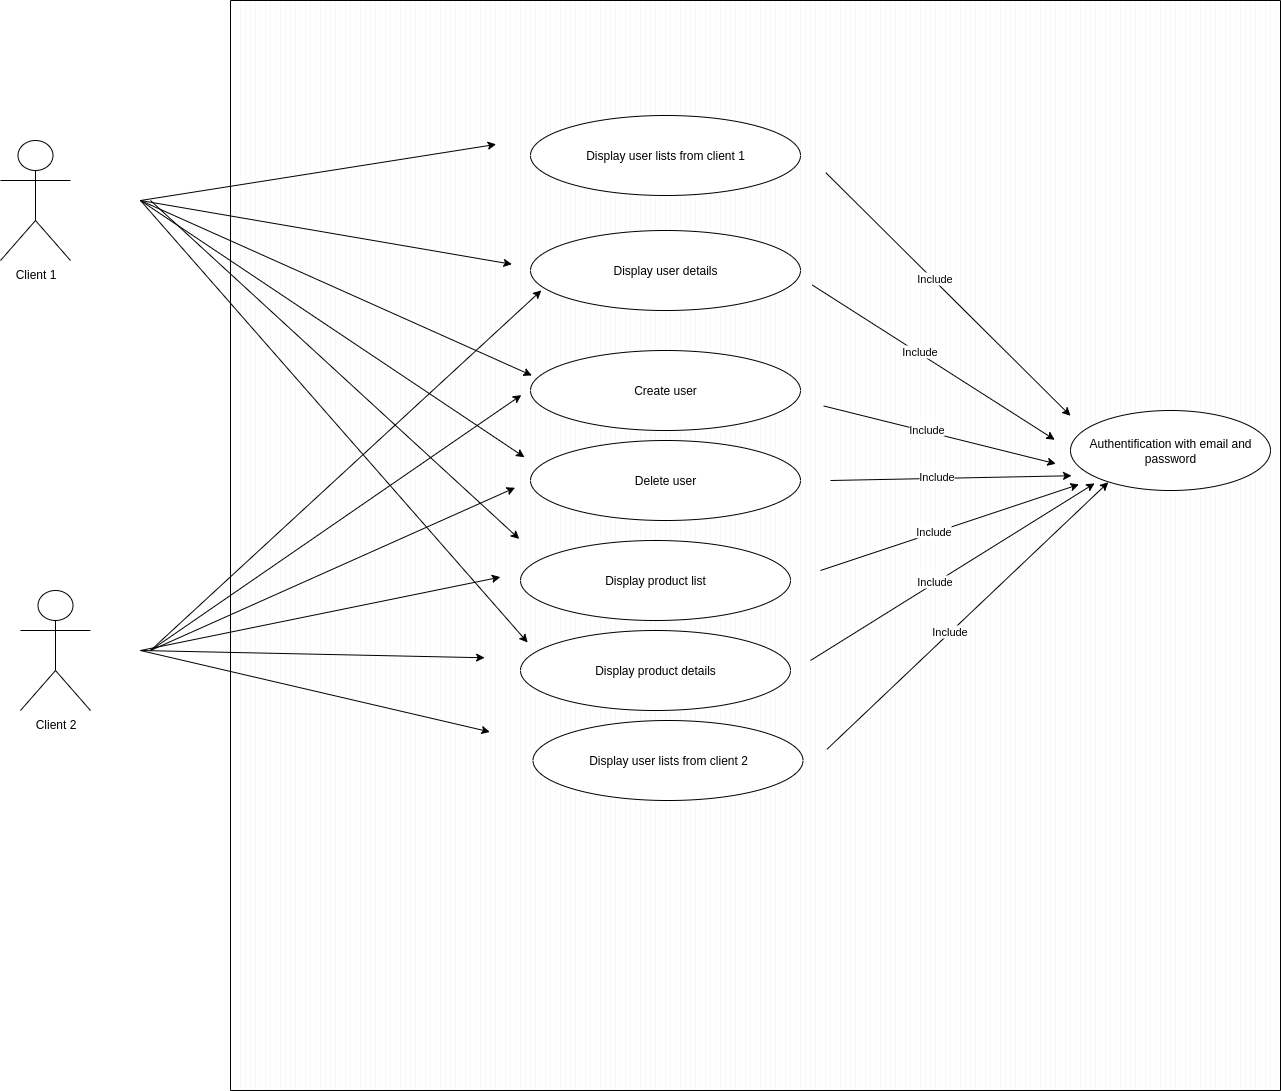 Display user lists from client 1
Client 1
Display user details
Include
Include
Create user
Include
Authentification with email and
password
Delete user
Include
Include
Display product list
Include
Include
Display product details
Client 2
Display user lists from client 2